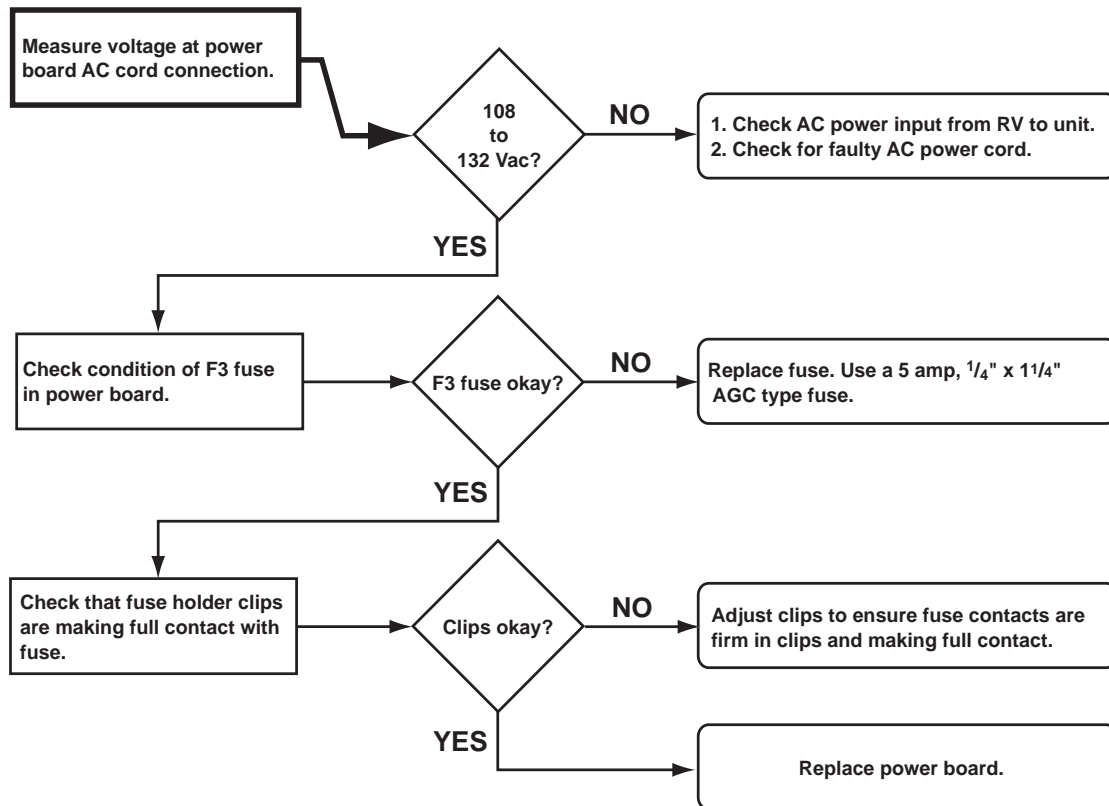 Measure voltage at power
board AC cord connection.
108
to
132 Vac?
NO
1. Check AC power input from RV to unit.
2. Check for faulty AC power cord.
YES
Check condition of F3 fuse
in power board.
F3 fuse okay?
NO
Replace fuse. Use a 5 amp, 1/4" x 11/4"
AGC type fuse.
YES
Check that fuse holder clips
are making full contact with
fuse.
Clips okay?
NO
Adjust clips to ensure fuse contacts are
firm in clips and making full contact.
YES
Replace power board.